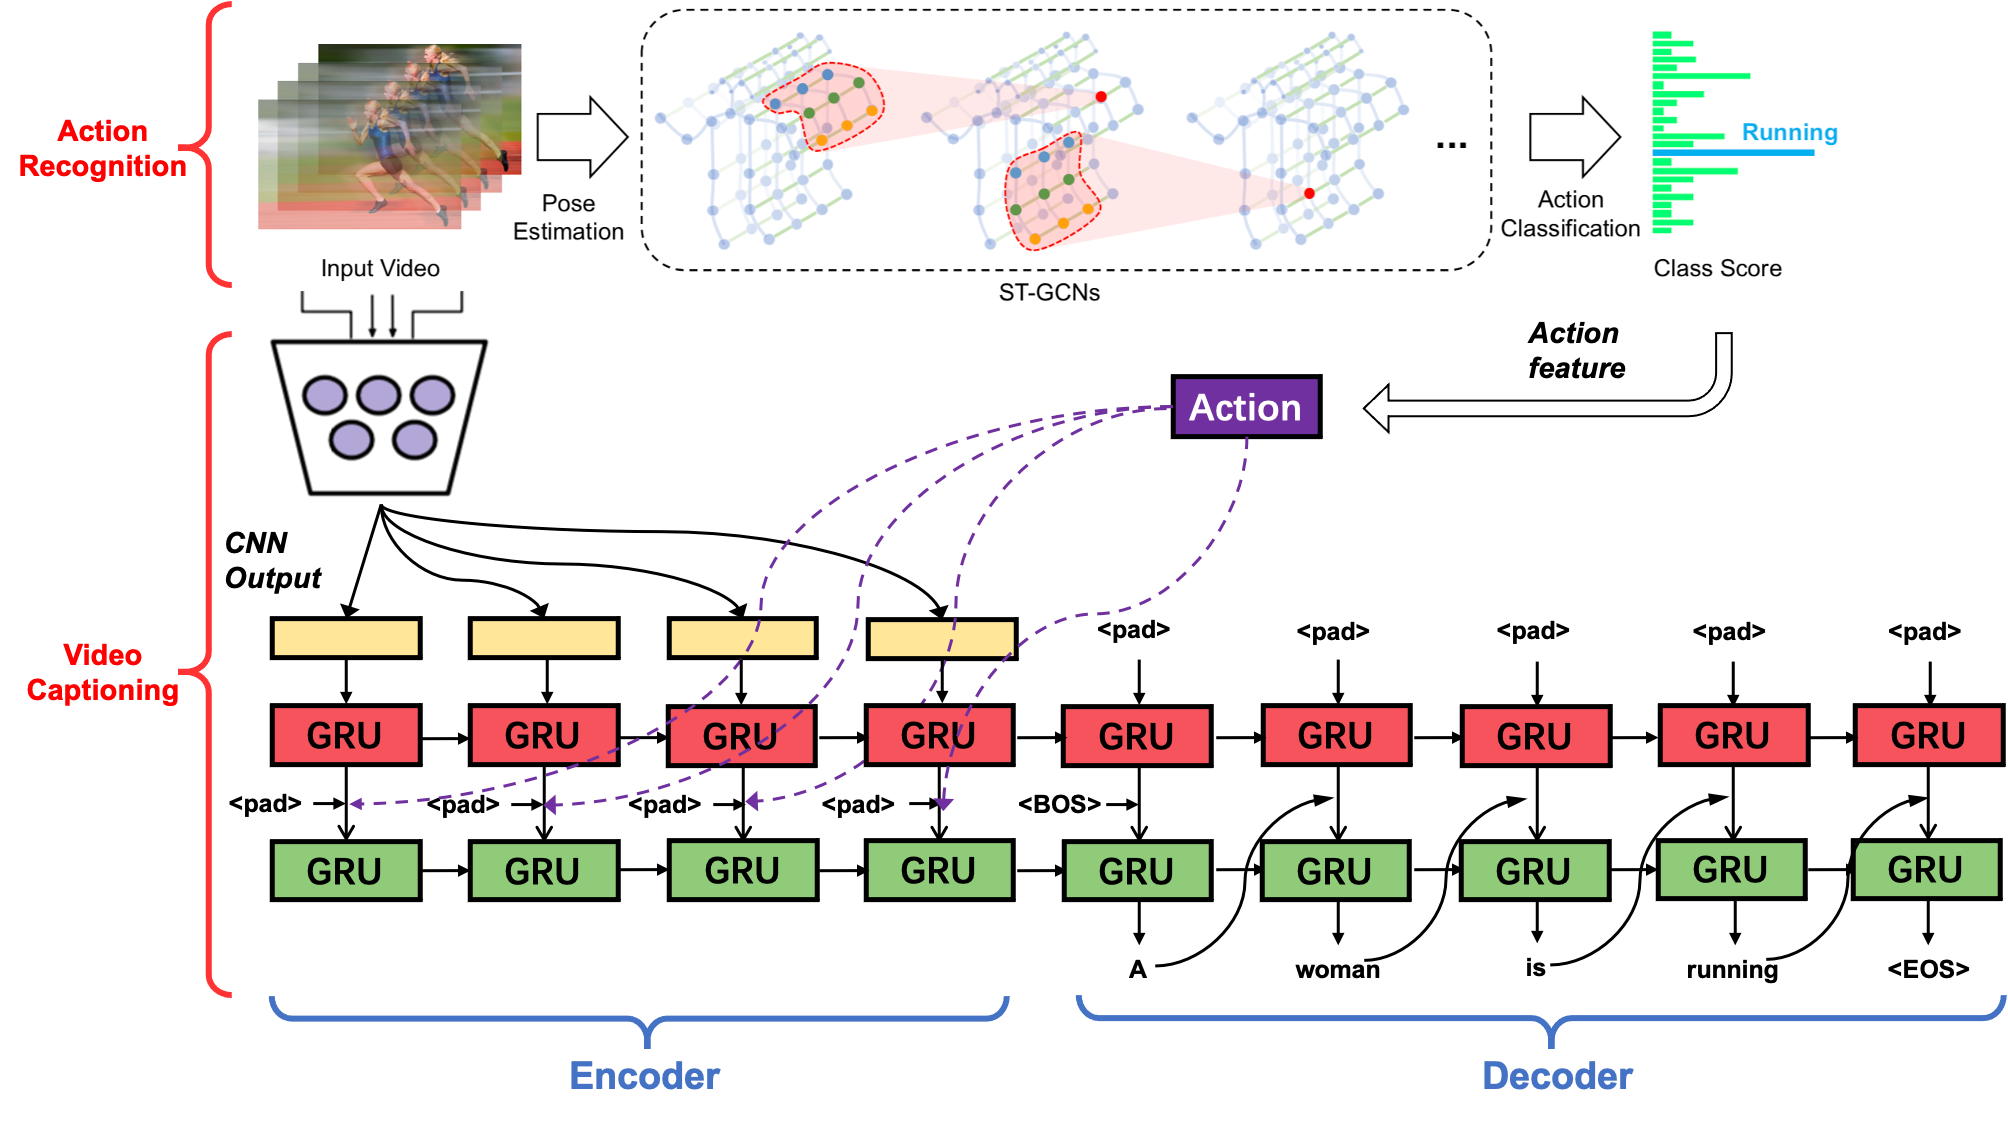 Action
Recognition
Pose
Estimation
...
Running
Action
Classification
Input Video
ST-GCNs
Class Score
Action
feature
Action
CNN
Output
Video
Captioning
<pad> <pad> <pad> <pad> <pad>
GRU GRU GRU GRU GRU GRU GRU GRU GRU
<pad> <pad> <pad> <pad> <BOS>
GRU GRU GRU GRU GRU GRU GRU GRU GRU
A woman is running <EOS>
Encoder Decoder